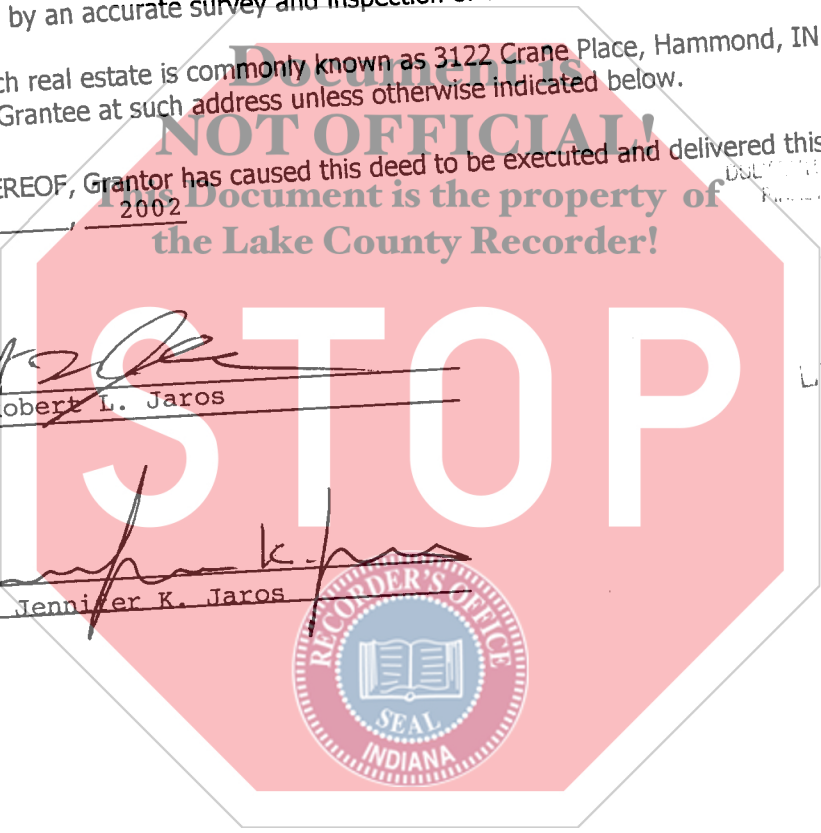 by an accurate survey and inspection of
Document is
ch real estate is commonly known as 3122 Crane Place, Hammond, IN
Grantee at such address unless otherwise indicated below.
NOT OFFICIAL!
EREOF, Grantor has caused this deed to be executed and delivered this
This Document is the property of
2002
the Lake County Recorder!
STOP
obert L. Jaros
k.
Jennifer K. Jaros
RECORDER'S OFFICE
SEAL
INDIANA